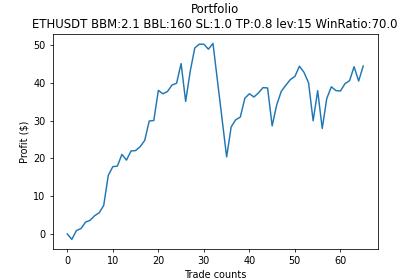 Portfolio
ETHUSDT BBM:2.1 BBL:160 SL:1.0 TP:0.8 lev:15 WinRatio:70.0
50
40
30
20
10
0
Profit ($)
0 10 20 30 40 50 60
Trade counts